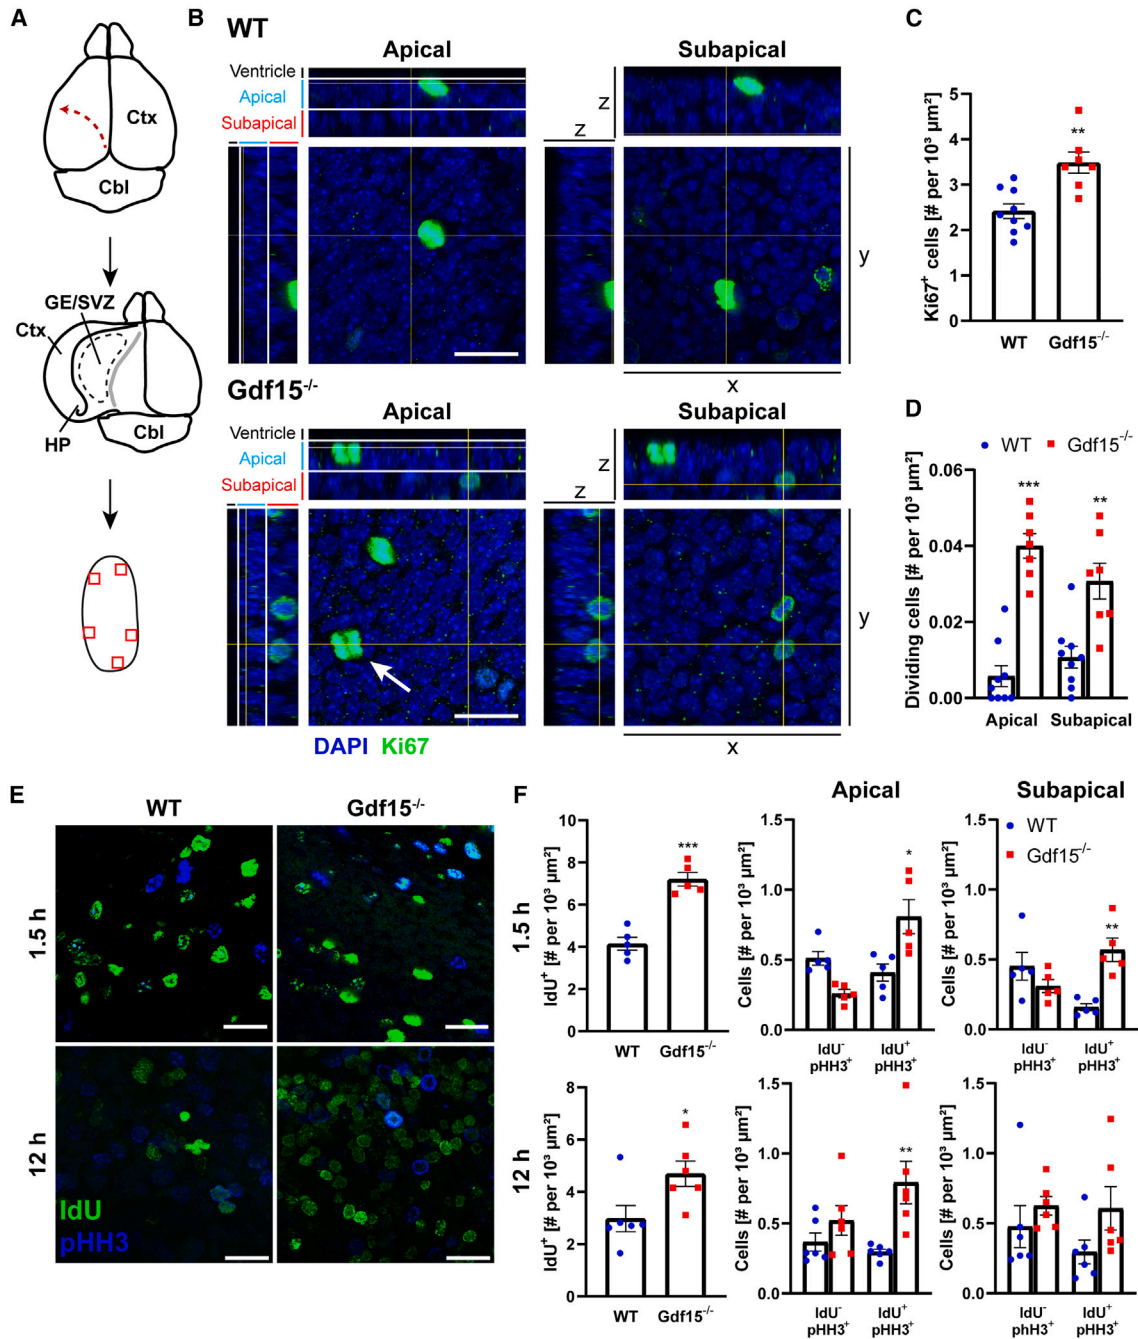 A
Ctx
Cbl
GE/SVZ
Ctx
HP
Cbl
B
WT
Apical
Subapical
Ventricle
Apical
Subapical
z
z
y
x
Gdf15-/-
Apical
Subapical
Ventricle
Apical
Subapical
z
z
y
x
DAPI Ki67
C
Ki67+ cells [# per 10³ µm²]
5
4
3
2
1
0
**
WT
Gdf15-/-
D
WT
Gdf15-/-
Dividing cells [# per 10³ µm²]
0.06
0.04
0.02
0.00
***
**
Apical
Subapical
E
WT
Gdf15-/-
1.5 h
12 h
IdU
pHH3
F
Apical
Subapical
1.5 h
IdU+ [# per 10³ µm²]
10
8
6
4
2
0
***
WT
Gdf15-/-
Cells [# per 10³ µm²]
1.5
1.0
0.5
0.0
*
IdU- IdU+
pHH3+ pHH3+
Cells [# per 10³ µm²]
1.5
1.0
0.5
0.0
WT
Gdf15-/-
**
IdU- IdU+
pHH3+ pHH3+
12 h
IdU+ [# per 10³ µm²]
8
6
4
2
0
*
WT
Gdf15-/-
Cells [# per 10³ µm²]
1.5
1.0
0.5
0.0
**
IdU- IdU+
pHH3+ pHH3+
Cells [# per 10³ µm²]
1.5
1.0
0.5
0.0
IdU- IdU+
phH3+ pHH3+